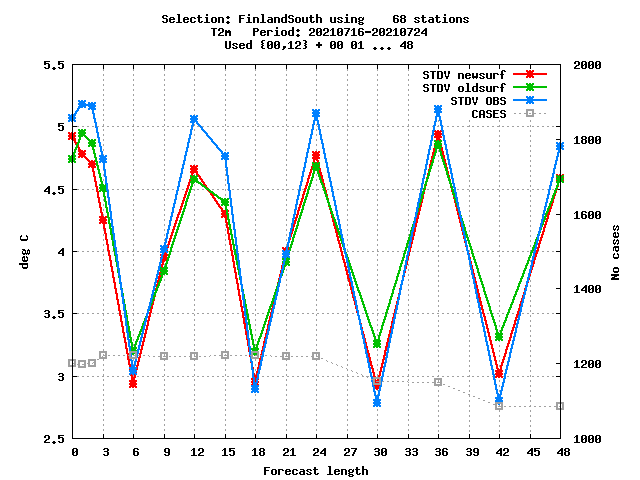 Selection: FinlandSouth using    68 stations
T2m   Period: 20210716-20210724
Used {00,12} + 00 01 ... 48
STDV newsurf
STDV oldsurf
STDV OBS
CASES
deg C
5.5
5
4.5
4
3.5
3
2.5
2000
1800
1600
1400
1200
1000
No cases
0 3 6 9 12 15 18 21 24 27 30 33 36 39 42 45 48
Forecast length